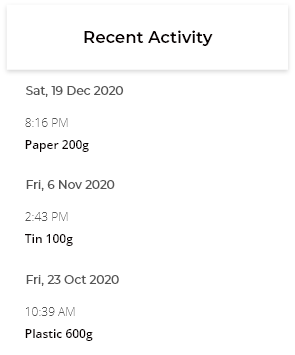 Recent Activity
Sat, 19 Dec 2020
8:16 PM
Paper 200g
Fri, 6 Nov 2020
2:43 PM
Tin 100g
Fri, 23 Oct 2020
10:39 AM
Plastic 600g